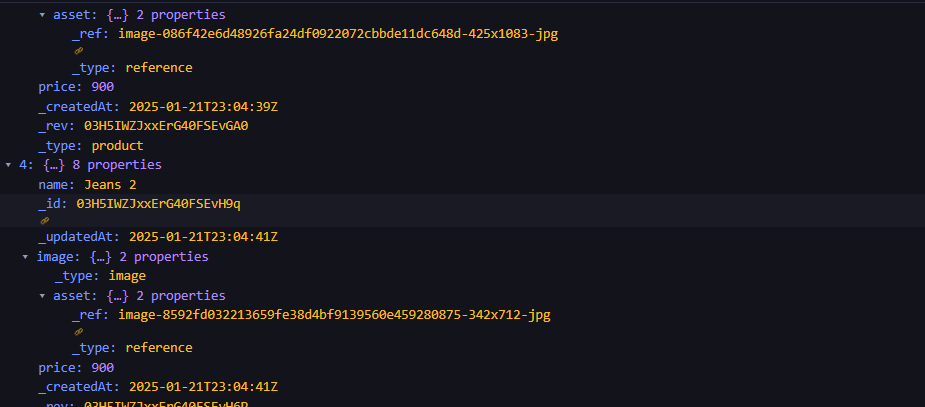 asset: {…} 2 properties
_ref: image-086f42e6d48926fa24df0922072cbbde11dc648d-425x1083-jpg
_type: reference
price: 900
_createdAt: 2025-01-21T23:04:39Z
_rev: 03H5IWZJxxErG40FSEvGA0
_type: product
4: {…} 8 properties
name: Jeans 2
_id: 03H5IWZJxxErG40FSEvH9q
_updatedAt: 2025-01-21T23:04:41Z
image: {…} 2 properties
_type: image
asset: {…} 2 properties
_ref: image-8592fd032213659fe38d4bf9139560e459280875-342x712-jpg
_type: reference
price: 900
_createdAt: 2025-01-21T23:04:41Z
_rev: